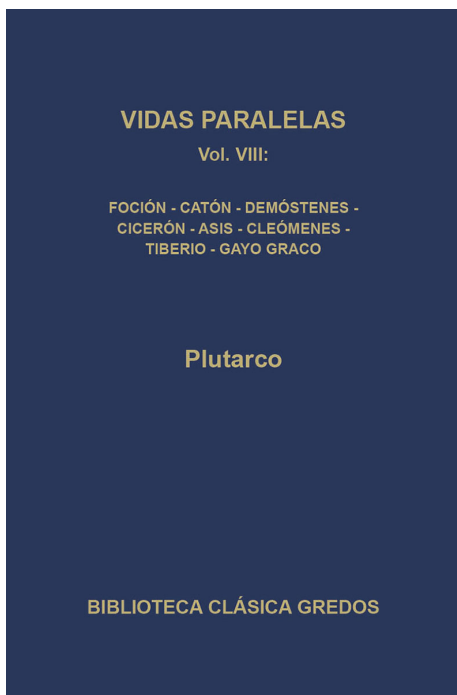 VIDAS PARALELAS
Vol. VIII:
FOCIÓN - CATÓN - DEMÓSTENES -
CICERÓN - ASIS - CLEÓMENES -
TIBERIO - GAYO GRACO
Plutarco
BIBLIOTECA CLÁSICA GREDOS